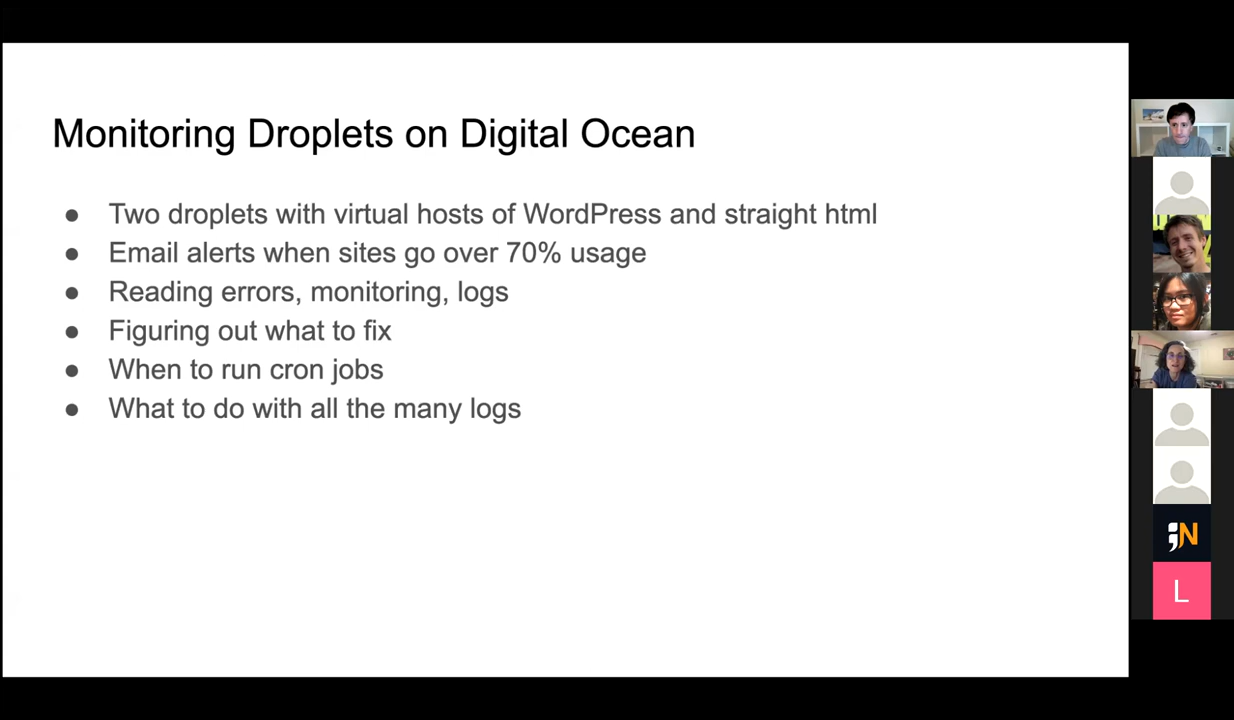 Monitoring Droplets on Digital Ocean
● Two droplets with virtual hosts of WordPress and straight html
● Email alerts when sites go over 70% usage
● Reading errors, monitoring, logs
● Figuring out what to fix
● When to run cron jobs
● What to do with all the many logs
;N
L